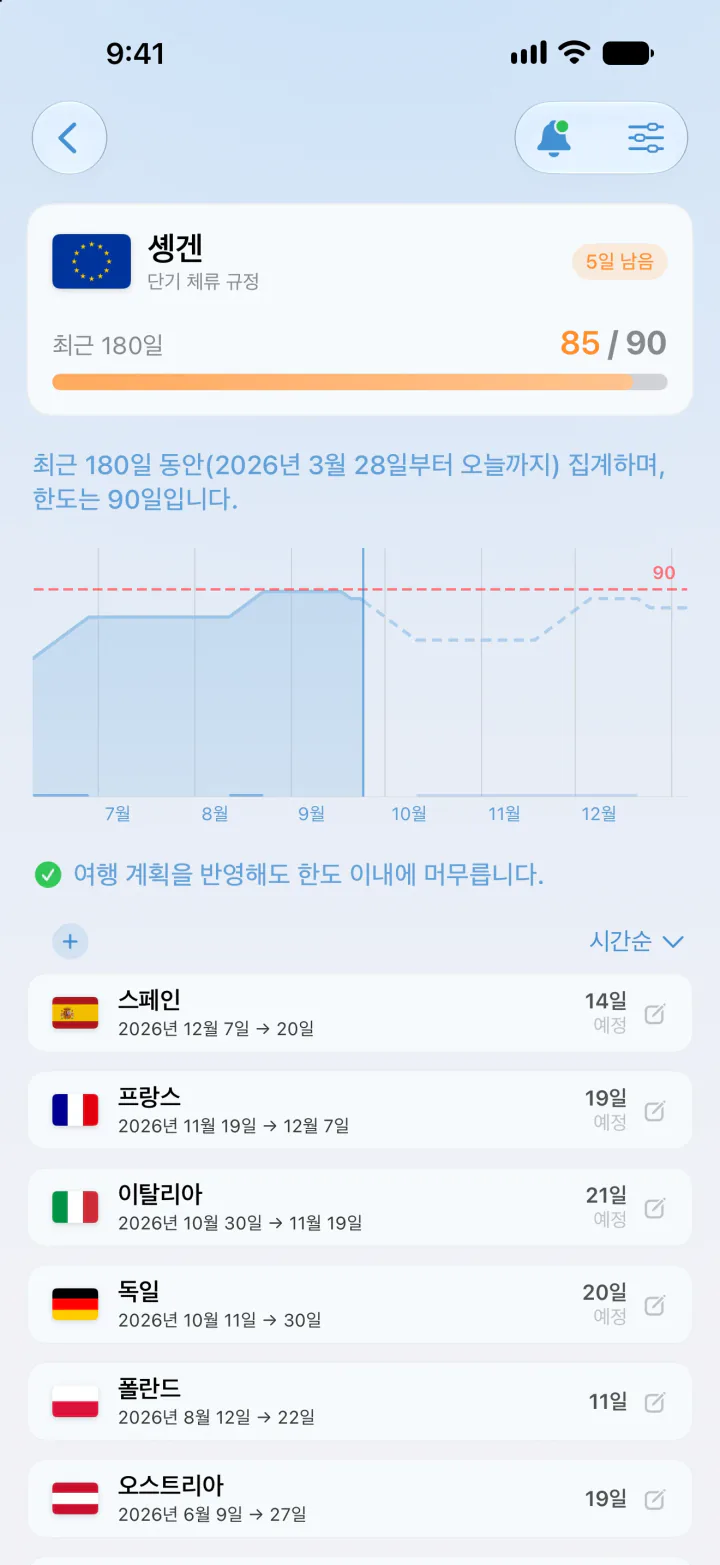 9:41
솅겐
단기 체류 규정
5일 남음
최근 180일
85 / 90
최근 180일 동안(2026년 3월 28일부터 오늘까지) 집계하며,
한도는 90일입니다.
90
7월
8월
9월
10월
11월
12월
여행 계획을 반영해도 한도 이내에 머무릅니다.
+
시간순
스페인
14일
2026년 12월 7일 → 20일
예정
프랑스
19일
2026년 11월 19일 → 12월 7일
예정
이탈리아
21일
2026년 10월 30일 → 11월 19일
예정
독일
20일
2026년 10월 11일 → 30일
예정
폴란드
11일
2026년 8월 12일 → 22일
오스트리아
19일
2026년 6월 9일 → 27일